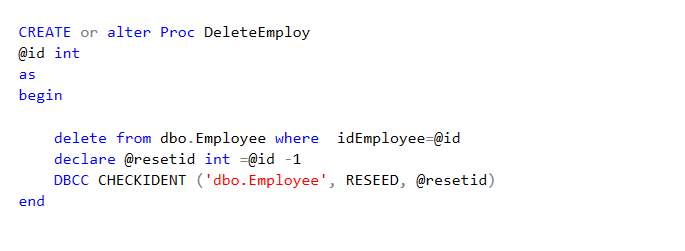 CREATE or alter Proc DeleteEmploy
@id int
as
begin
delete from dbo.Employee where  idEmployee=@id
declare @resetid int =@id -1
DBCC CHECKIDENT ('dbo.Employee', RESEED, @resetid)
end